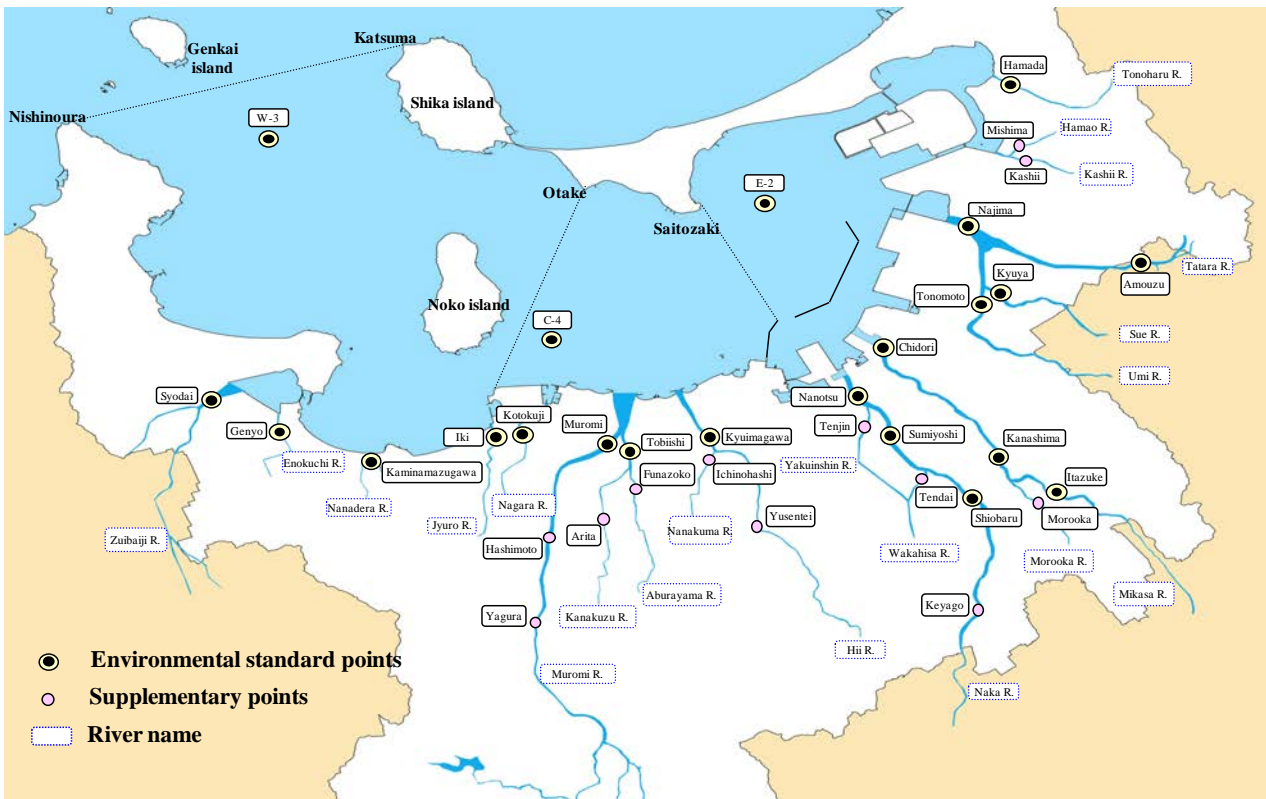 Genkai
island
Katsuma
Nishinoura
W-3
Shika island
Hamada
Tonoharu R.
Mishima
Hamao R.
Kashii
Kashii R.
Otake
E-2
Saitozaki
Najima
Noko island
Kyuya
Amouzu
Tatara R.
Tonomoto
C-4
Sue R.
Chidori
Umi R.
Syodai
Genyo
Enokuchi R.
Kaminamazugawa
Nanadera R.
Iki
Kotokuji
Jyuro R.
Nagara R.
Muromi
Tobiishi
Funazoko
Kyuimagawa
Ichinohashi
Nanotsu
Tenjin
Sumiyoshi
Kanashima
Itazuke
Yakuinshin R.
Tendai
Shiobaru
Morooka
Zuibaiji R.
Hashimoto
Arita
Nanakuma R.
Yusentei
Wakahisa R.
Morooka R.
Mikasa R.
Yagura
Kanakuzu R.
Aburayama R.
Keyago
Hii R.
Muromi R.
Naka R.
Environmental standard points
Supplementary points
River name